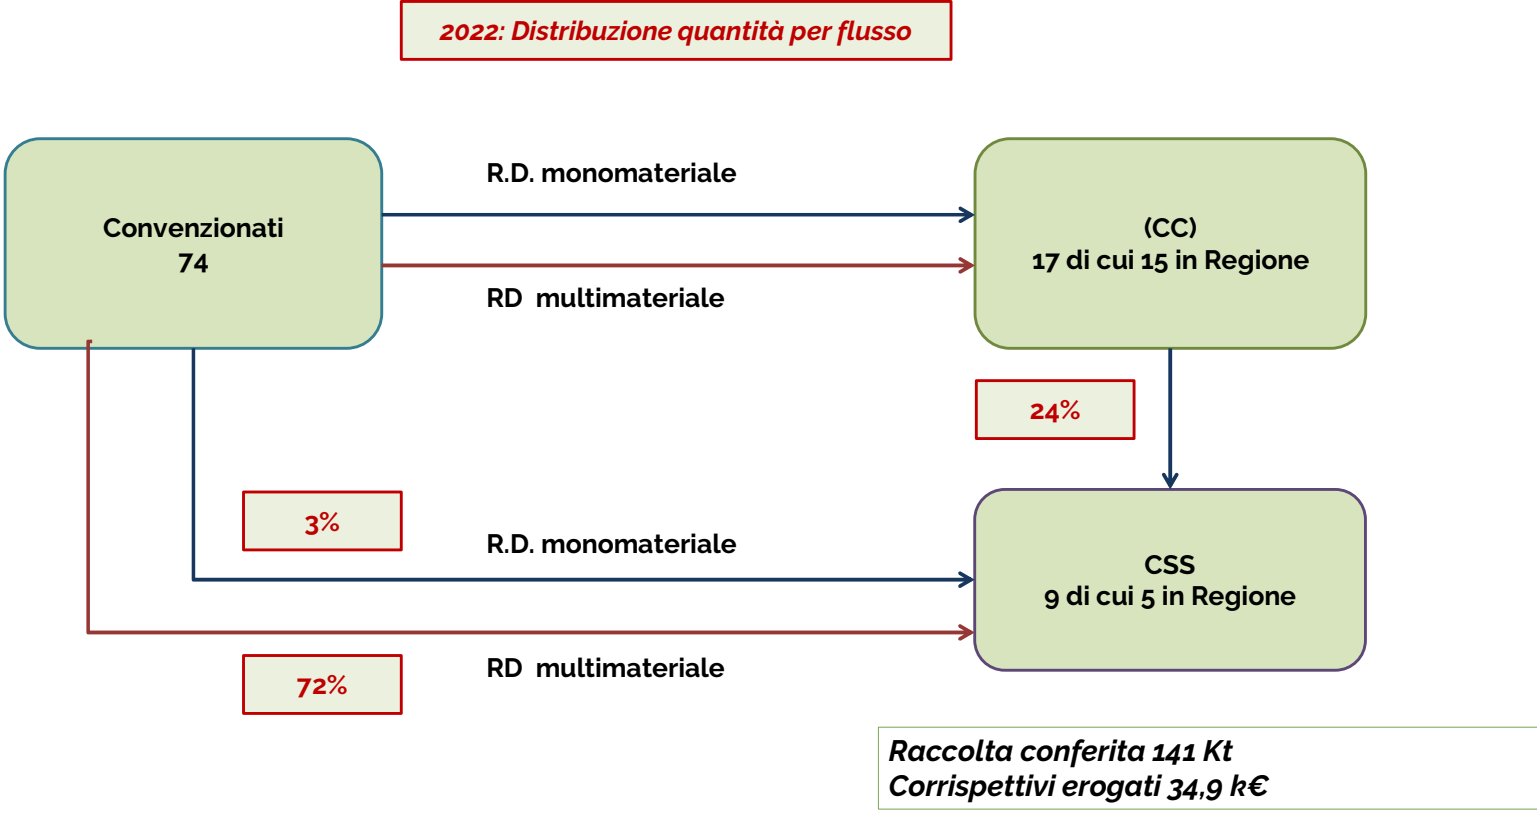 2022: Distribuzione quantità per flusso
Convenzionati
74
R.D. monomateriale
RD  multimateriale
(CC)
17 di cui 15 in Regione
24%
3%
R.D. monomateriale
CSS
9 di cui 5 in Regione
72%
RD  multimateriale
Raccolta conferita 141 Kt
Corrispettivi erogati 34,9 k€